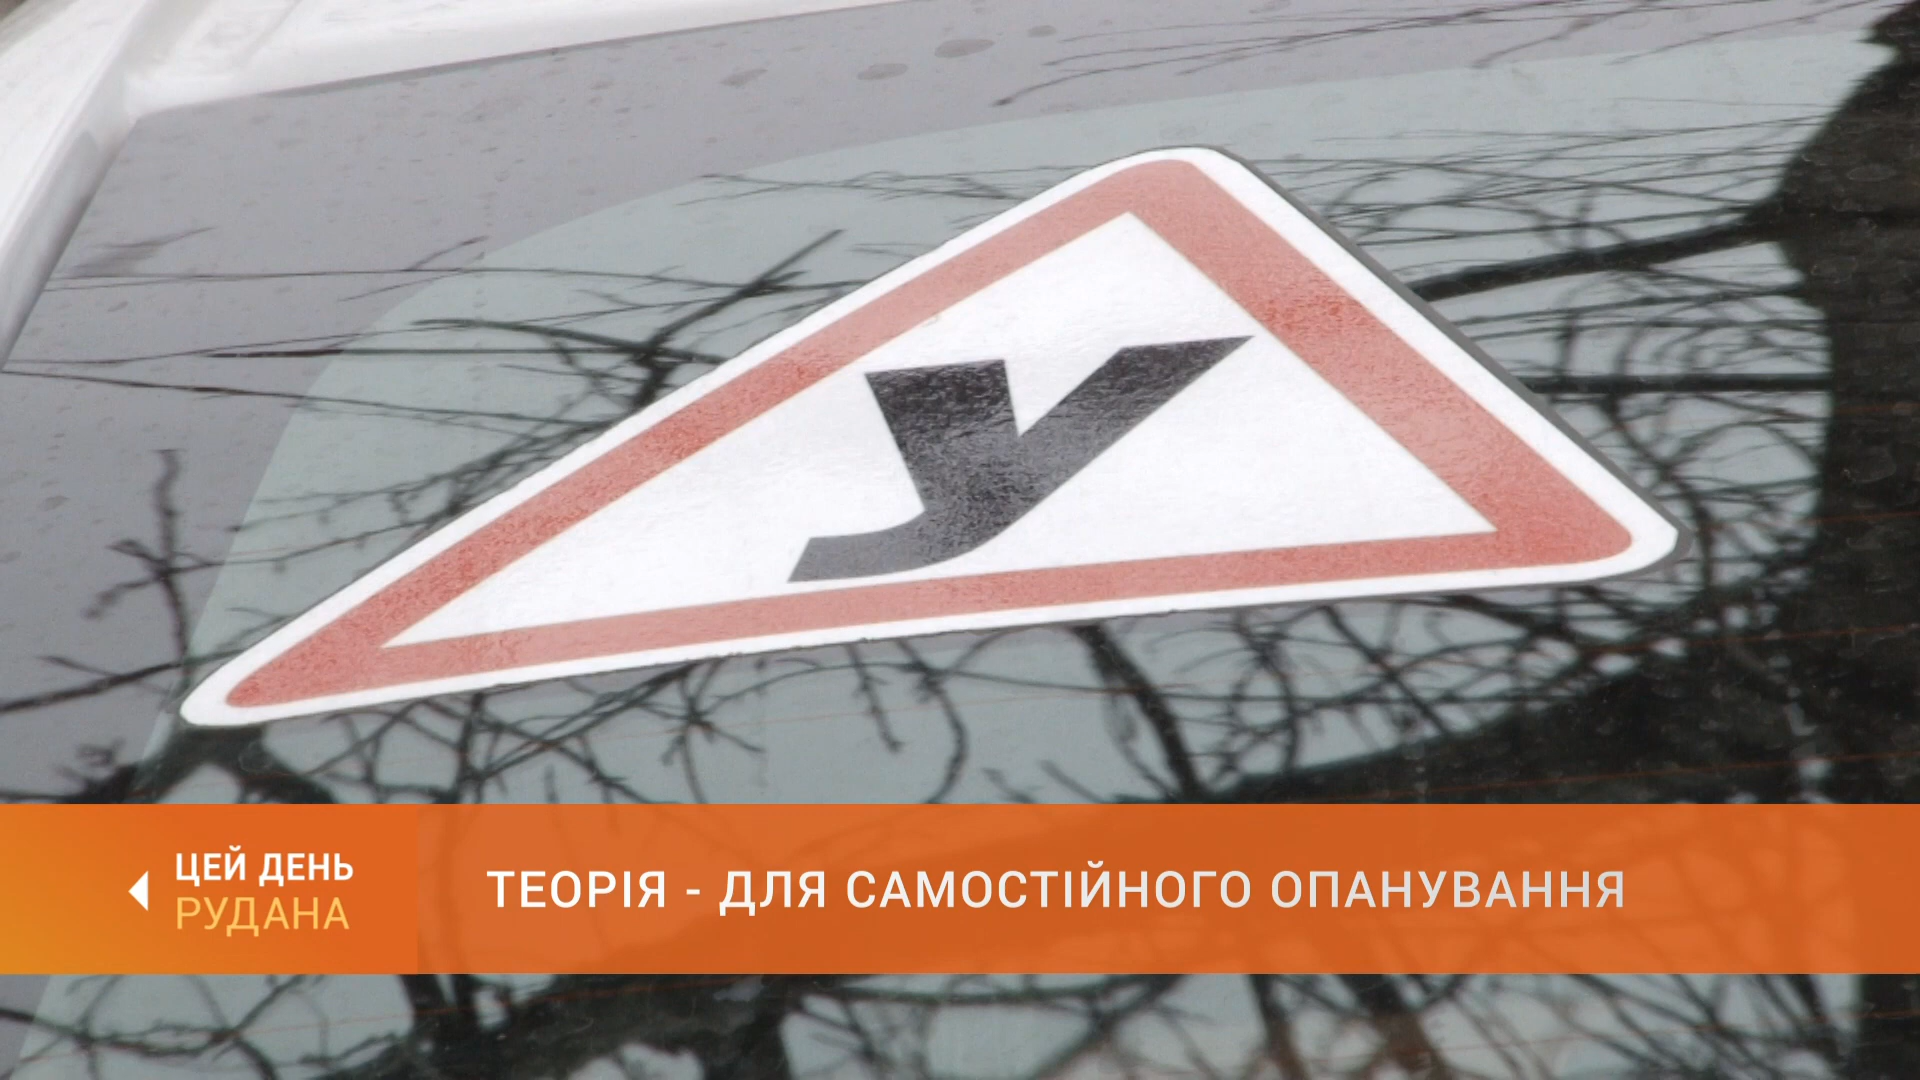 У
ЦЕЙ ДЕНЬ
РУДАНА
ТЕОРІЯ - ДЛЯ САМОСТІЙНОГО ОПАНУВАННЯ